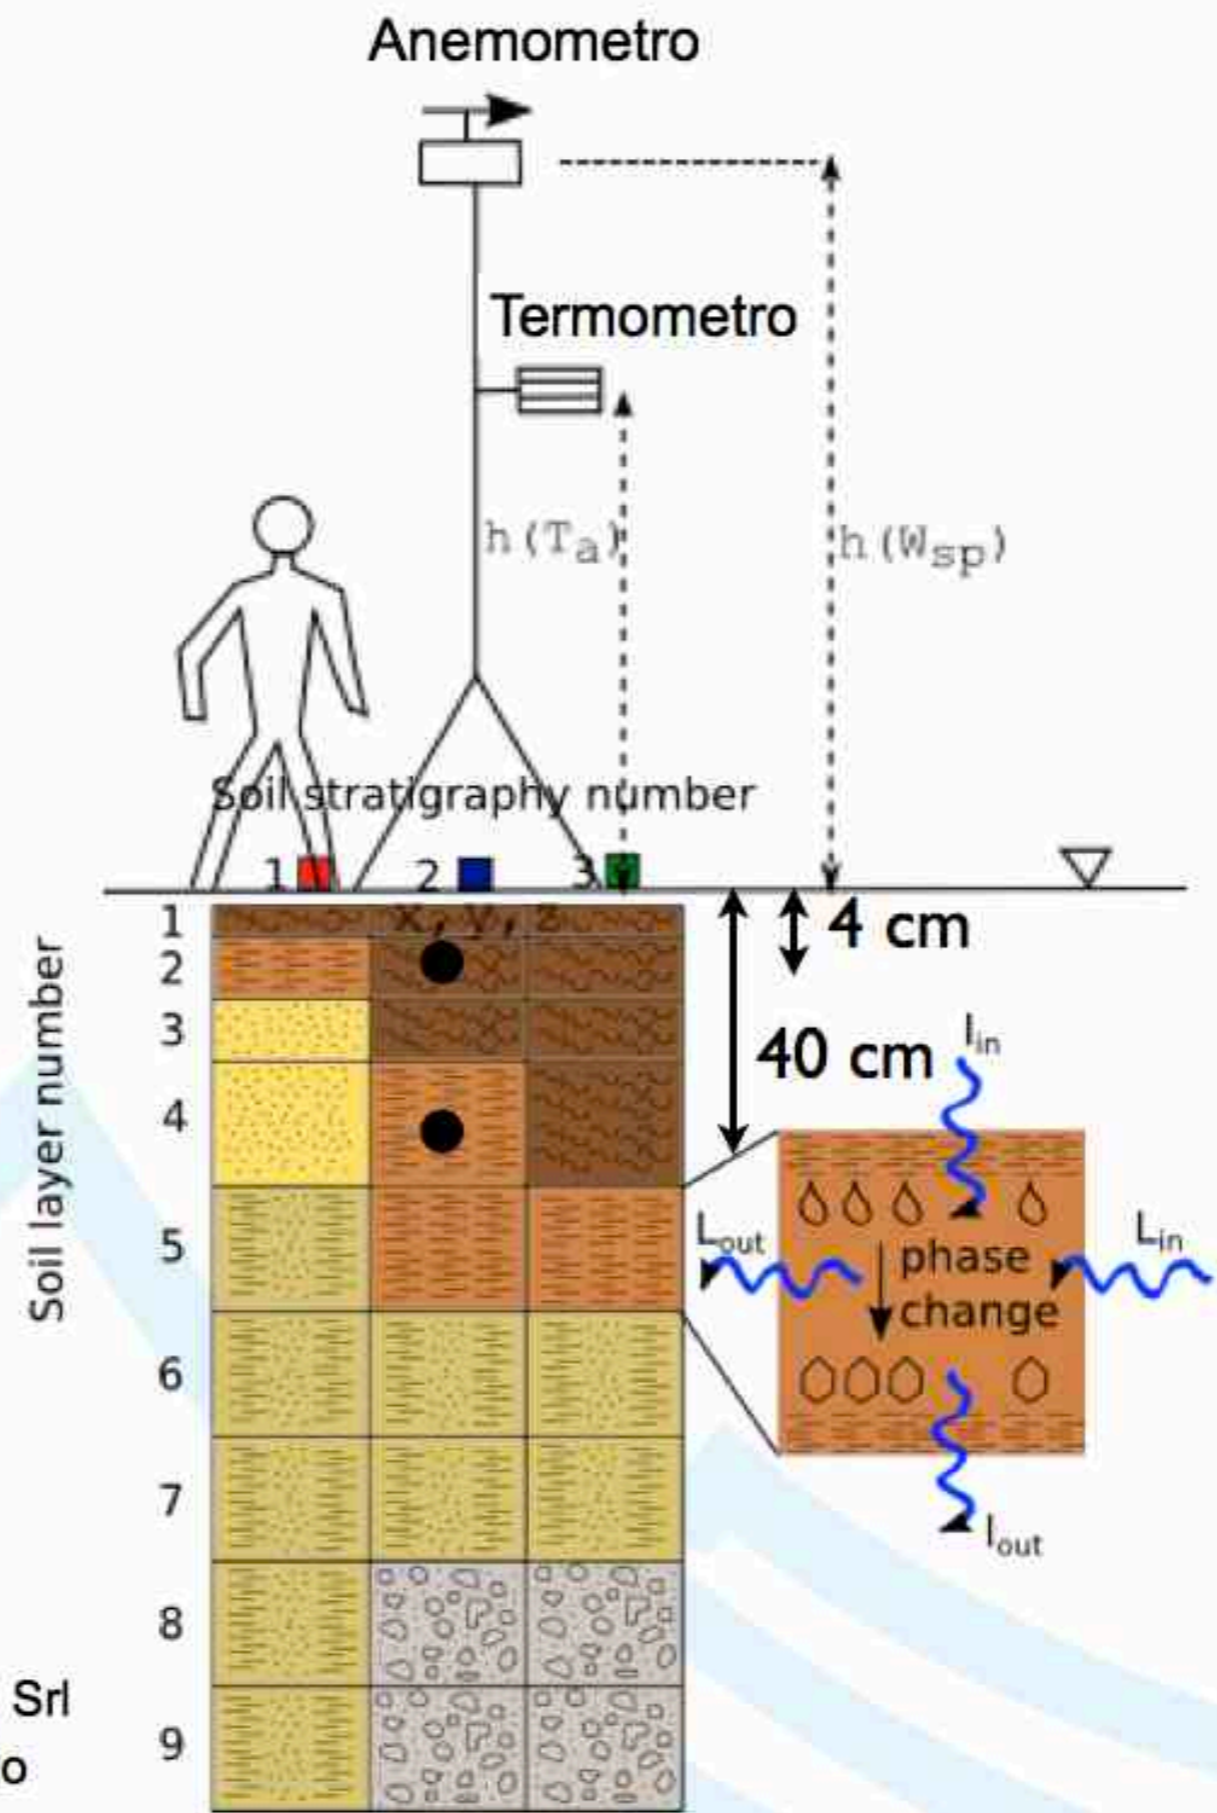 Anemometro
Termometro
h(Ta)
h(Wsp)
Soil stratigraphy number
1
2
3
x, y, z
4 cm
40 cm
Soil layer number
1
2
3
4
5
6
7
8
9
Iin
Lout
Lin
phase
change
Iout
Srl
o